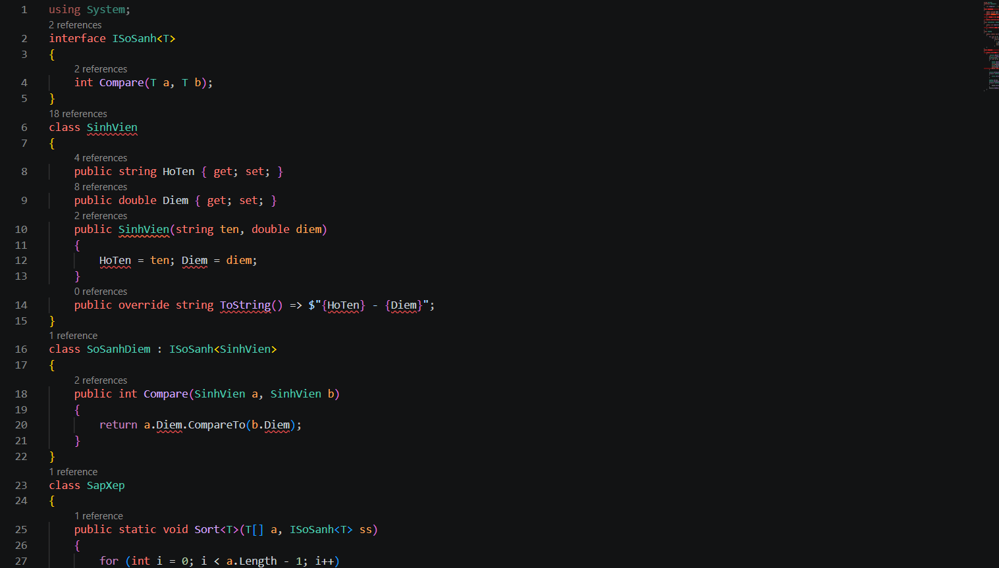 1 using System;
2 references
2 interface ISoSanh<T>
3 {
2 references
4 int Compare(T a, T b);
5 }
18 references
6 class SinhVien
7 {
4 references
8 public string HoTen { get; set; }
8 references
9 public double Diem { get; set; }
2 references
10 public SinhVien(string ten, double diem)
11 {
12 HoTen = ten; Diem = diem;
13 }
0 references
14 public override string ToString() => $"{HoTen} - {Diem}";
15 }
1 reference
16 class SoSanhDiem : ISoSanh<SinhVien>
17 {
2 references
18 public int Compare(SinhVien a, SinhVien b)
19 {
20 return a.Diem.CompareTo(b.Diem);
21 }
22 }
1 reference
23 class SapXep
24 {
1 reference
25 public static void Sort<T>(T[] a, ISoSanh<T> ss)
26 {
27 for (int i = 0; i < a.Length - 1; i++)